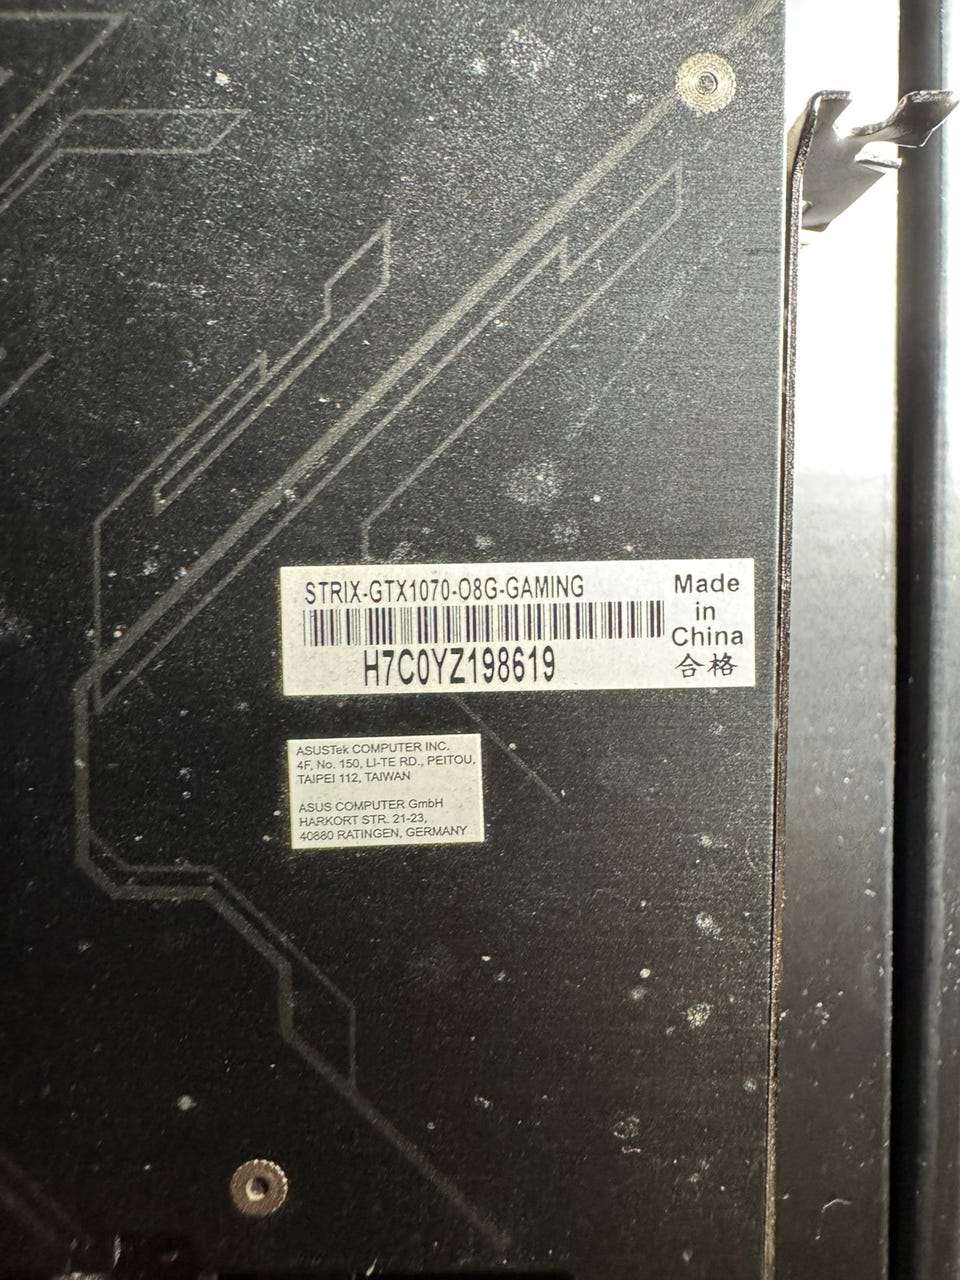 STRIX-GTX1070-O8G-GAMING
H7C0YZ198619
Made
in
China
合格
ASUSTek COMPUTER INC.
4F, No. 150, LI-TE RD., PEITOU,
TAIPEI 112, TAIWAN
ASUS COMPUTER GmbH
HARKORT STR. 21-23,
40880 RATINGEN, GERMANY